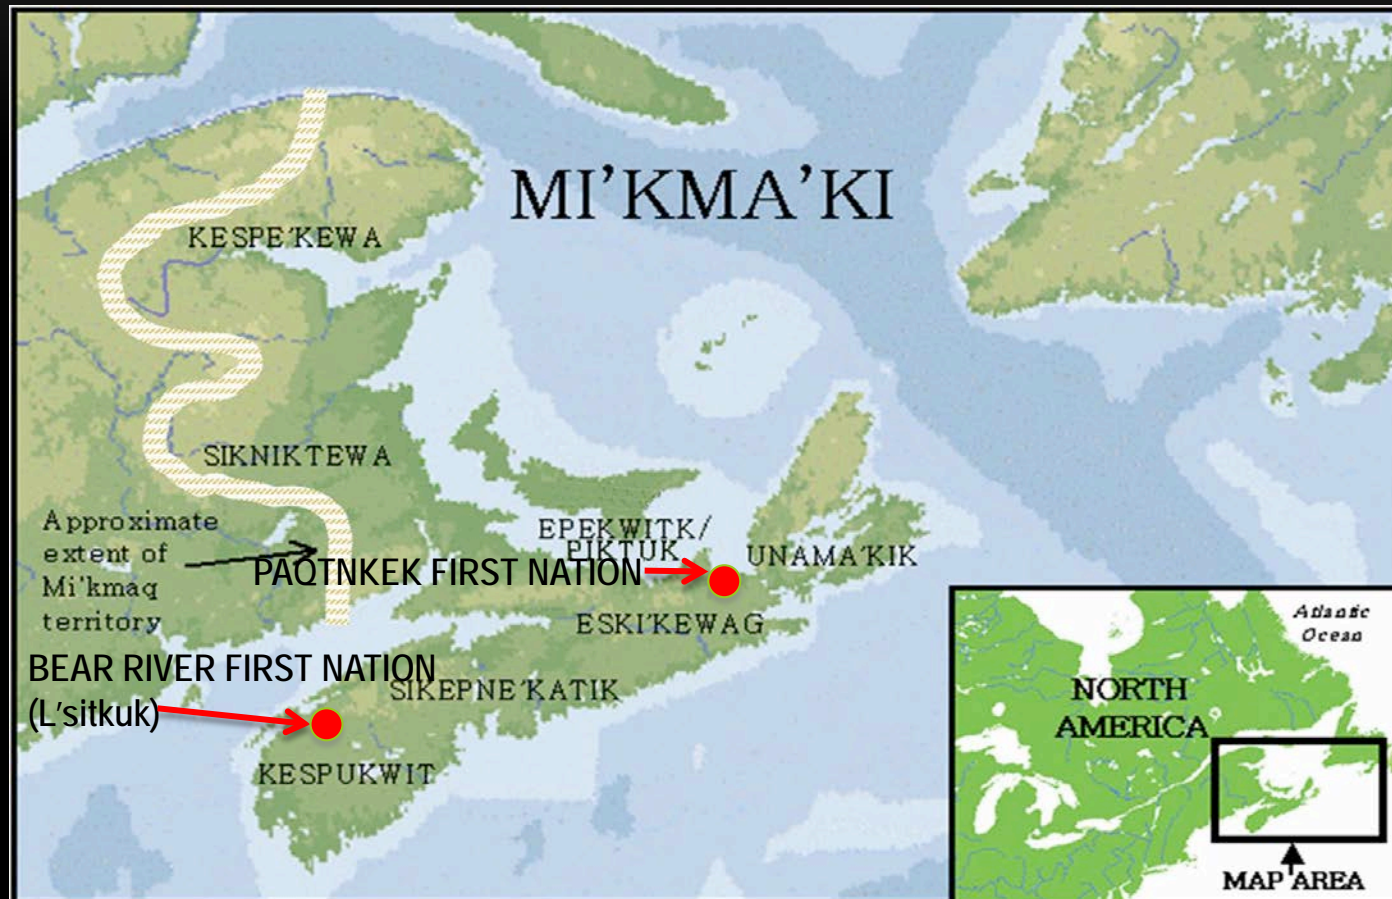 MI’KMA’KI
KESPE’KEWA
SIKNIKTEWA
EPEKWITK/
PIKTUK
UNAMA’KIK
Approximate
extent of
Mi’kmaq
territory
PAQTNKEK FIRST NATION
ESKI’KEWAG
BEAR RIVER FIRST NATION
(L’sitkuk)
SIKEPNE’KATIK
KESPUKWIT
Atlantic
Ocean
NORTH
AMERICA
MAP AREA